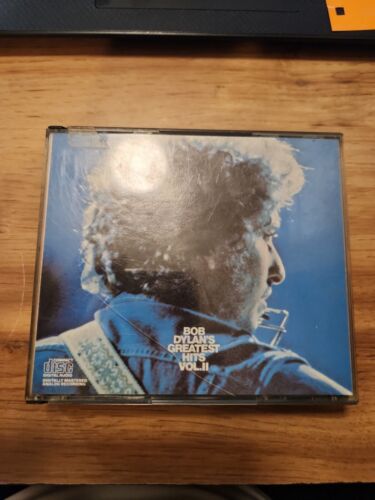 BOB
DYLAN'S
GREATEST
HITS
VOL.II
COMPACT
disc
DIGITAL AUDIO
DIGITALLY MASTERED
ANALOG RECORDING